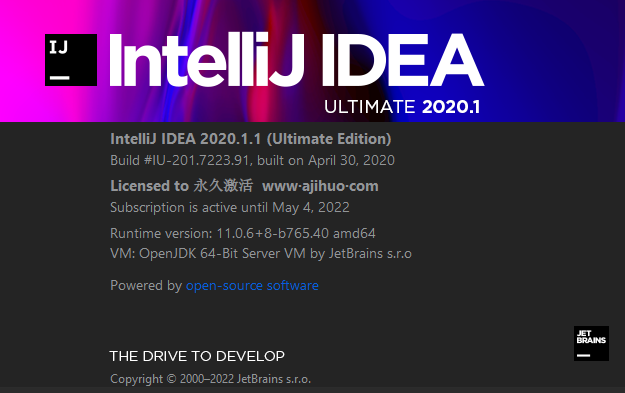 IJ
IntelliJ IDEA
ULTIMATE 2020.1
IntelliJ IDEA 2020.1.1 (Ultimate Edition)
Build #IU-201.7223.91, built on April 30, 2020
Licensed to 永久激活 www·ajihuo·com
Subscription is active until May 4, 2022
Runtime version: 11.0.6+8-b765.40 amd64
VM: OpenJDK 64-Bit Server VM by JetBrains s.r.o
Powered by open-source software
JET
BRAINS
THE DRIVE TO DEVELOP
Copyright © 2000–2022 JetBrains s.r.o.